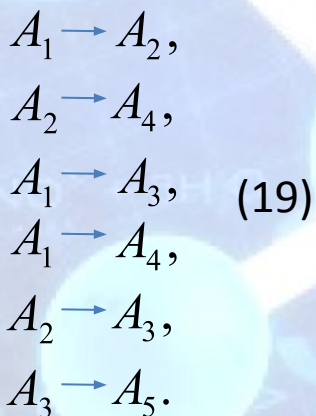 A₁ → A₂,
A₂ → A₄,
A₁ → A₃,
(19)
A₁ → A₄,
A₂ → A₃,
A₃ → A₅.